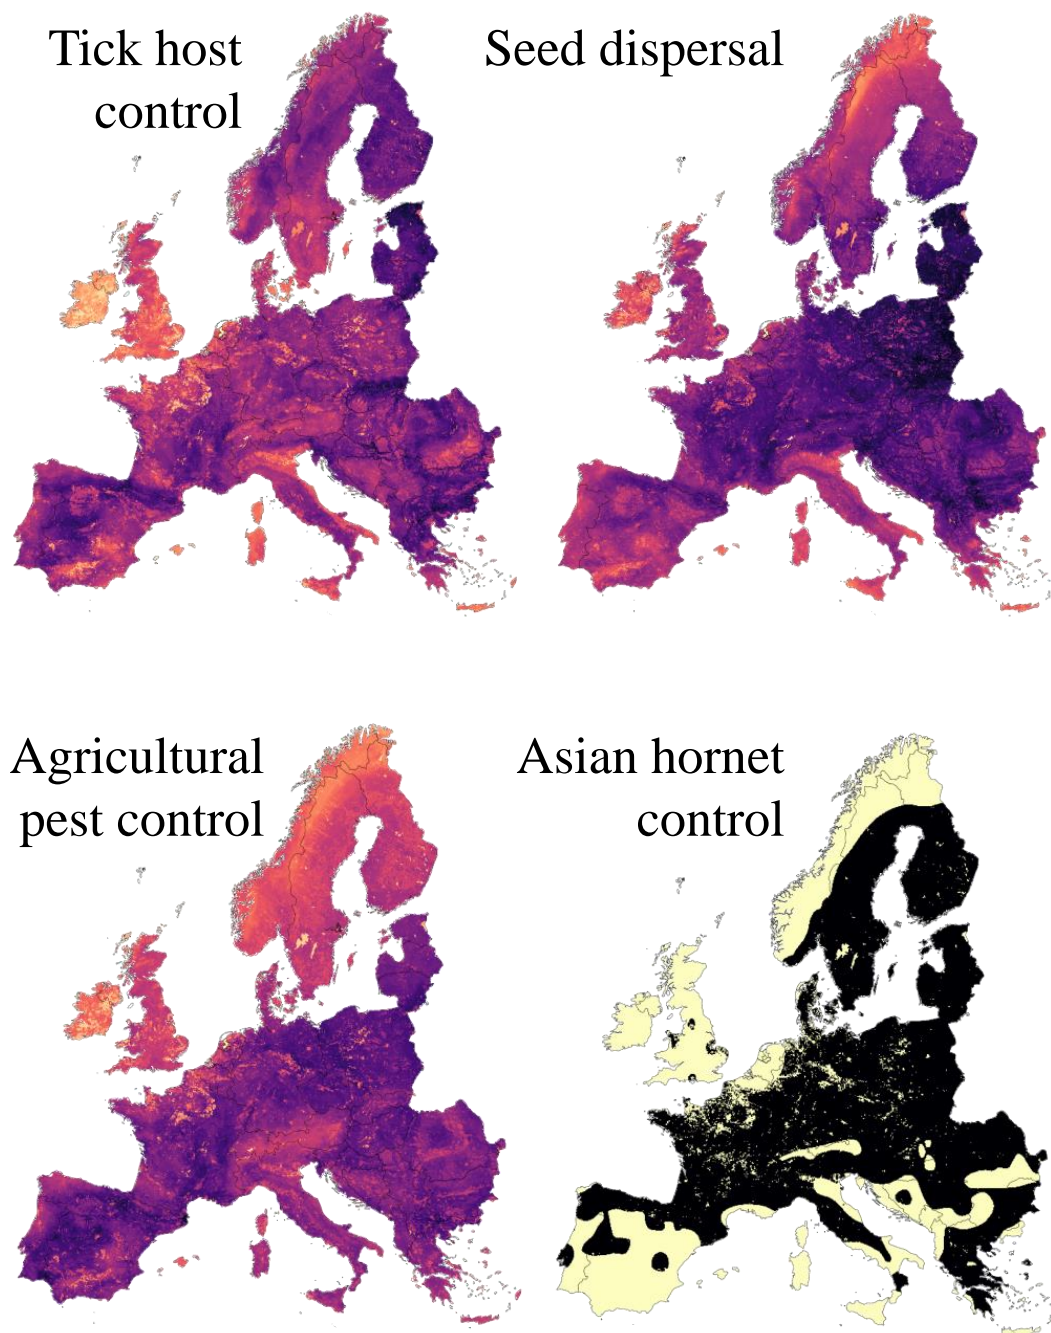 Tick host
control
Seed dispersal
Agricultural
pest control
Asian hornet
control